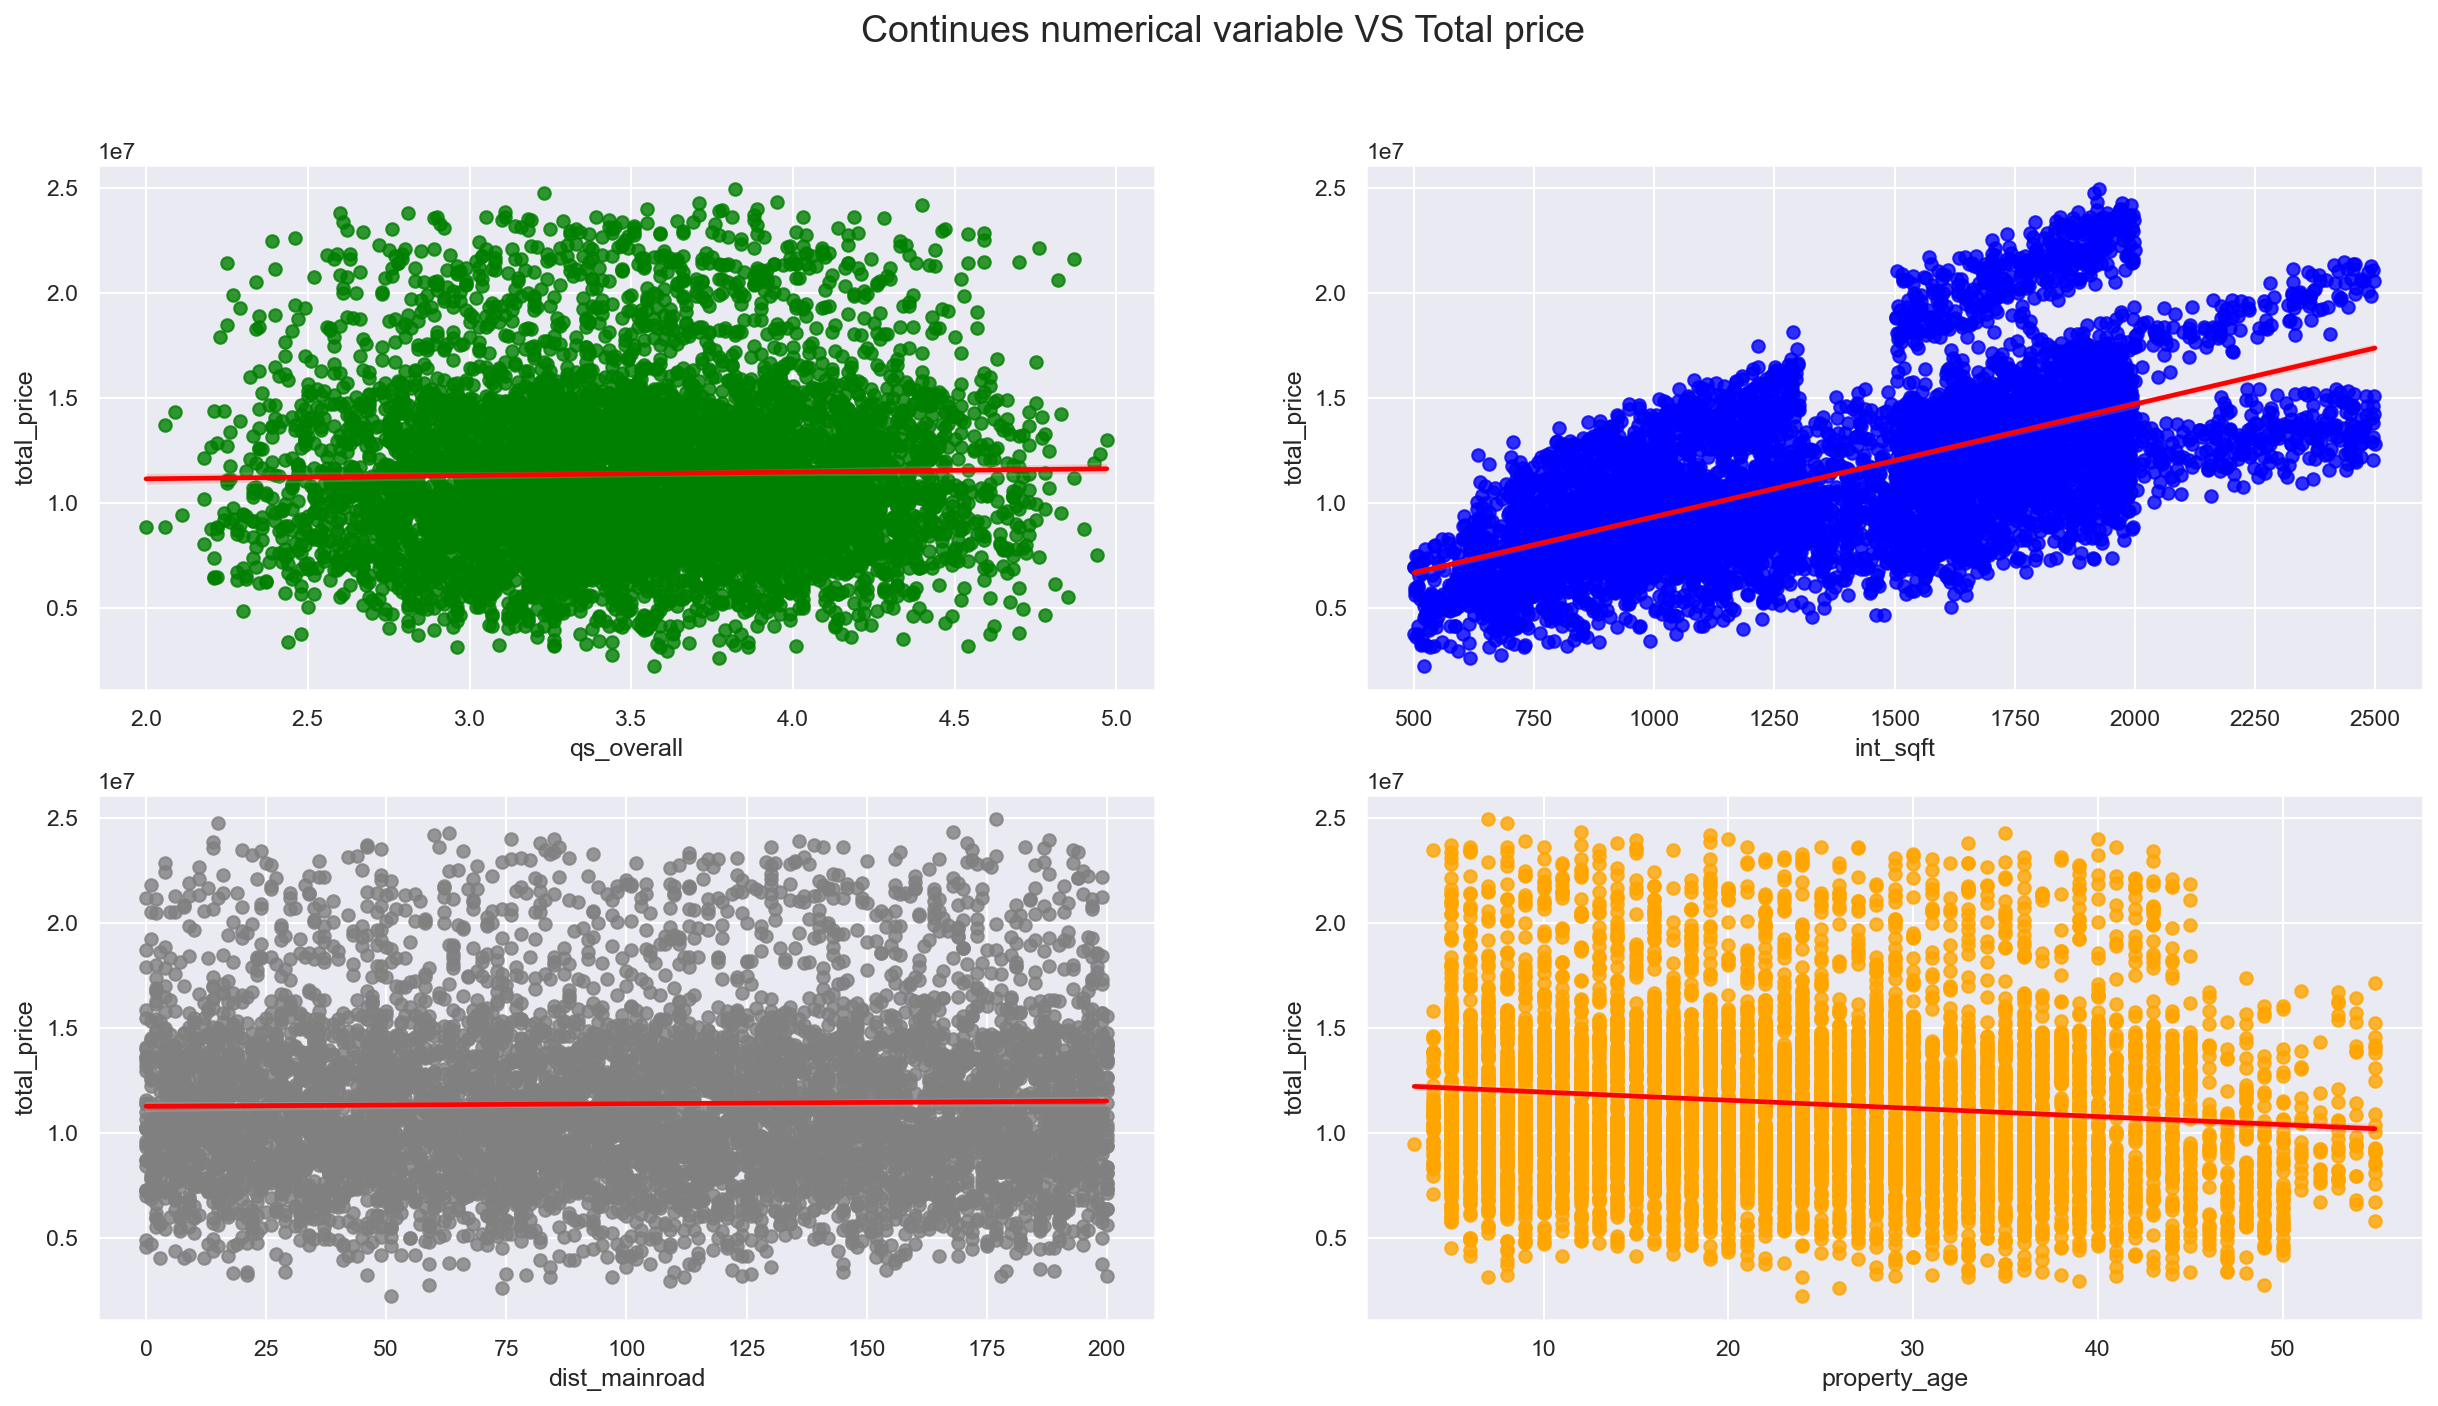 Continues numerical variable VS Total price
1e7
2.5
2.0
1.5
1.0
0.5
total_price
2.0 2.5 3.0 3.5 4.0 4.5 5.0
qs_overall
1e7
2.5
2.0
1.5
1.0
0.5
total_price
500 750 1000 1250 1500 1750 2000 2250 2500
int_sqft
1e7
2.5
2.0
1.5
1.0
0.5
total_price
0 25 50 75 100 125 150 175 200
dist_mainroad
1e7
2.5
2.0
1.5
1.0
0.5
total_price
10 20 30 40 50
property_age